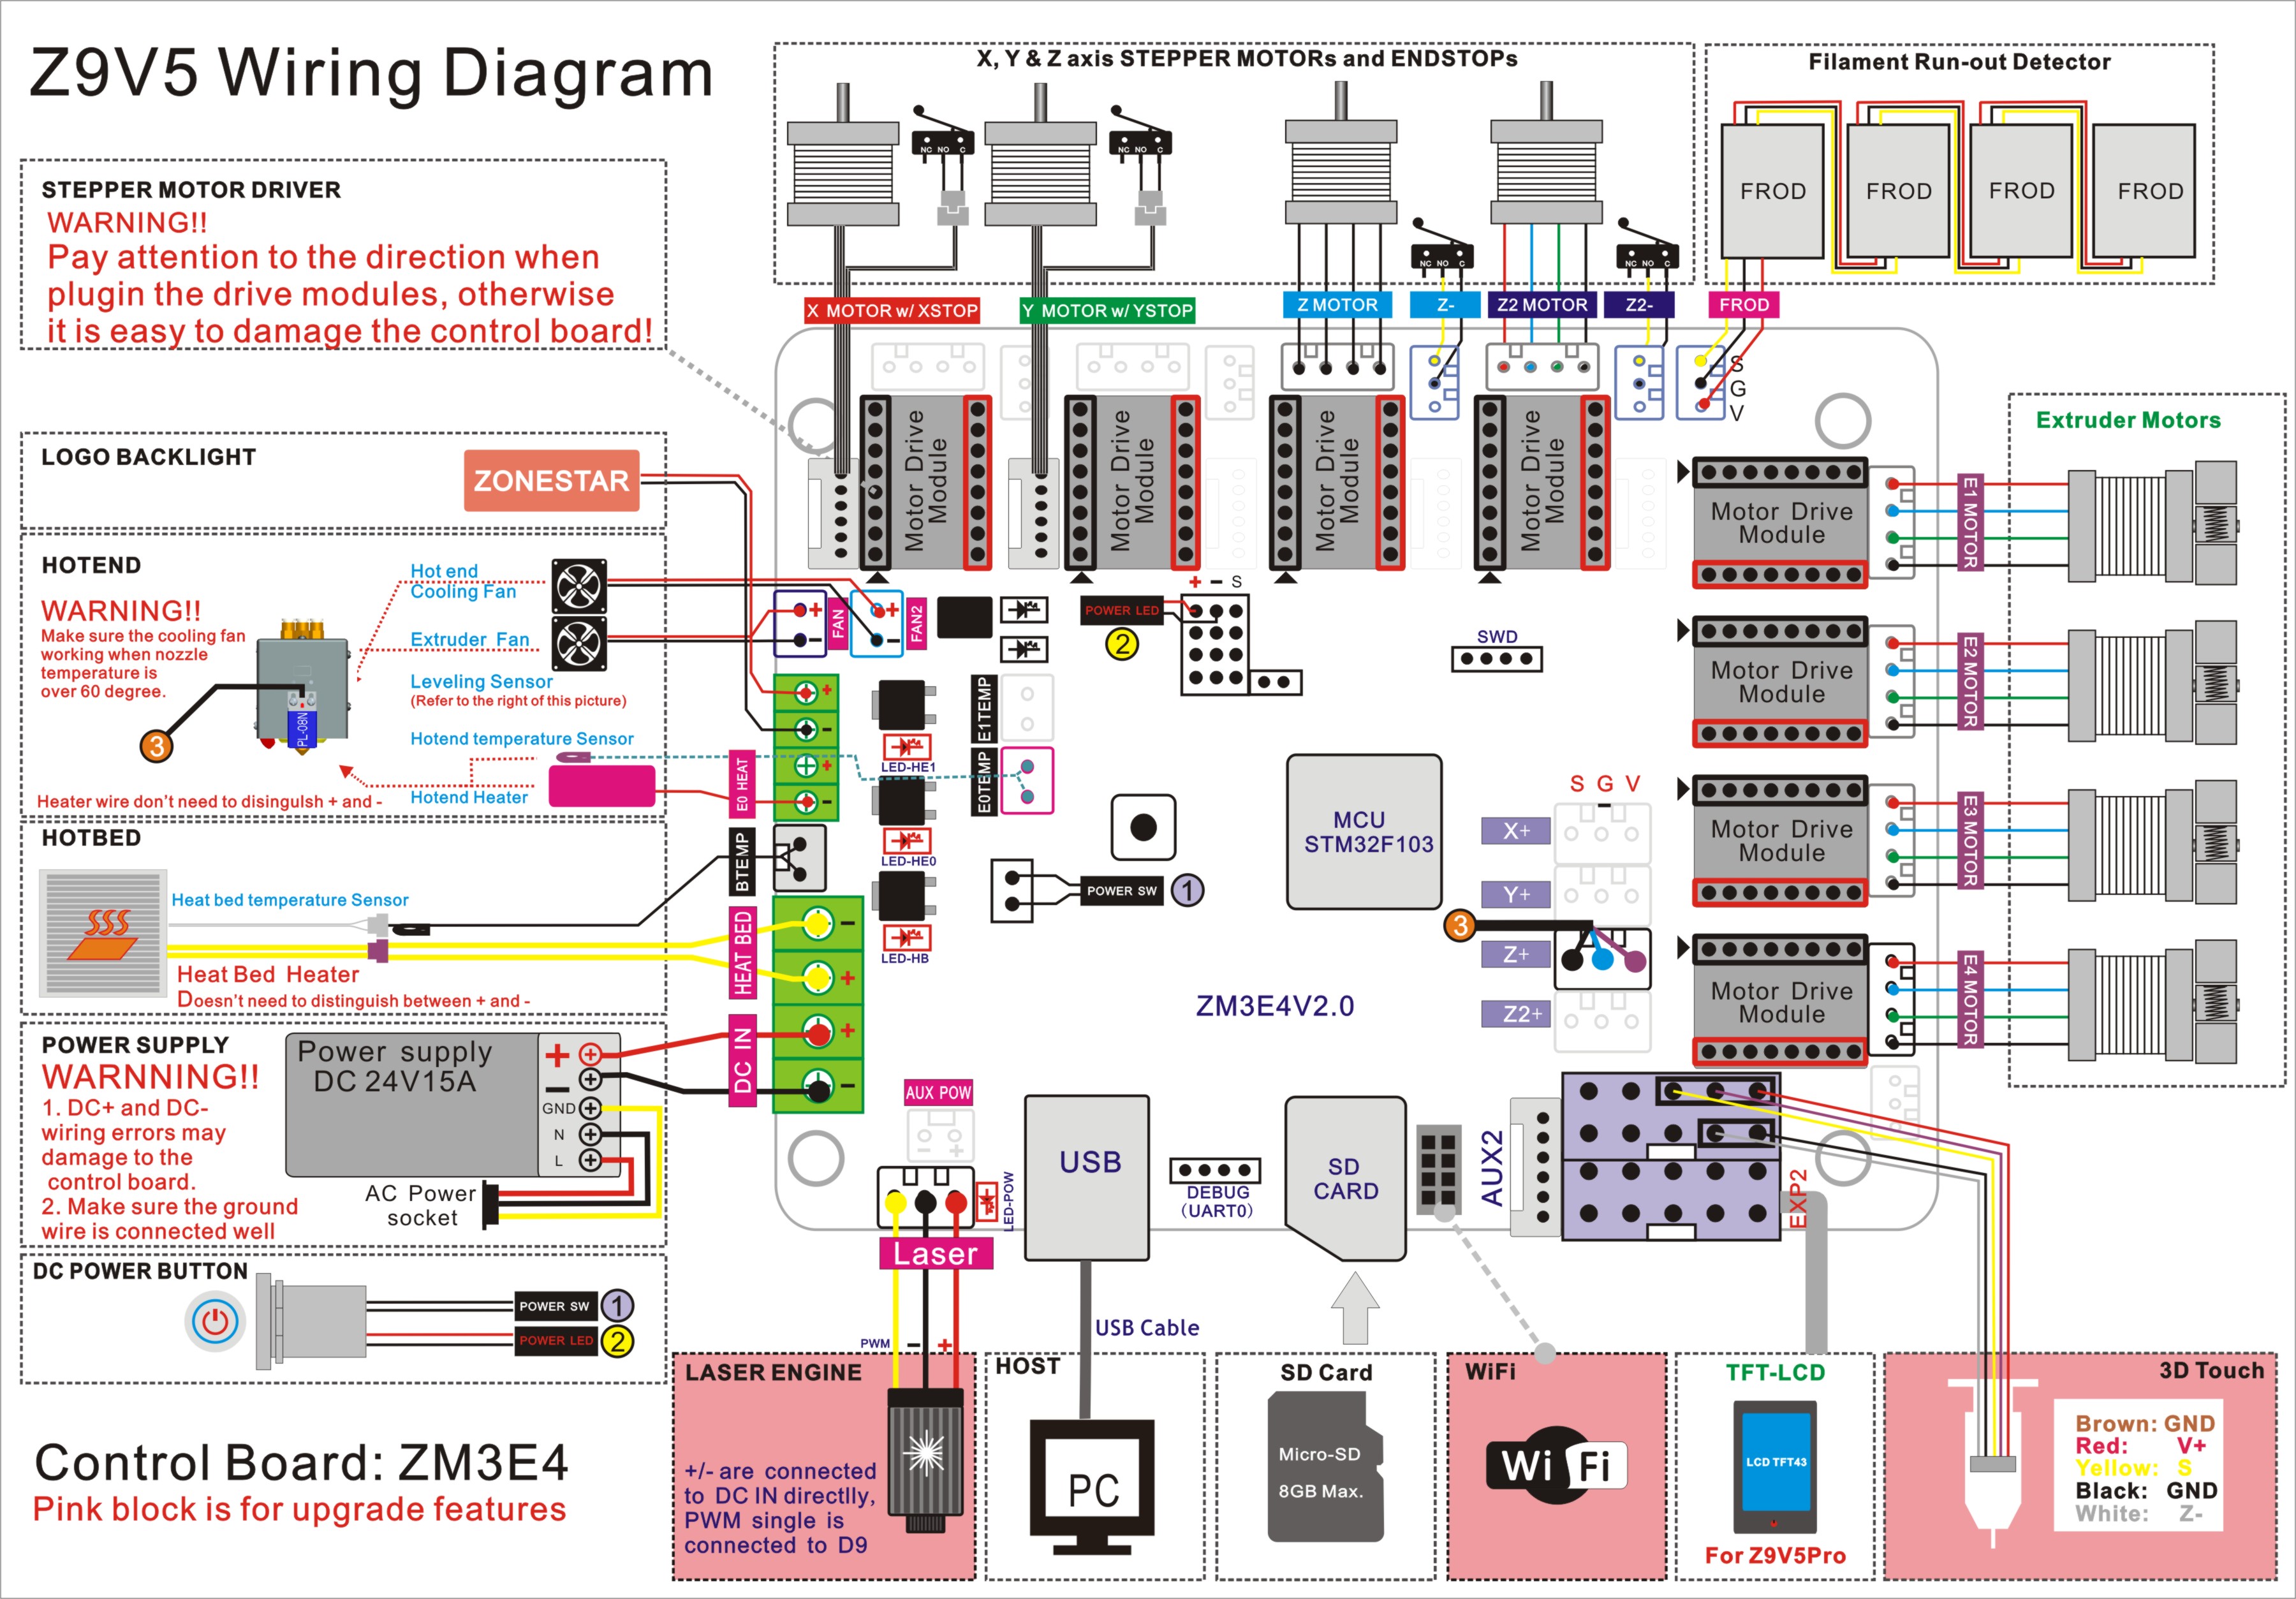 Z9V5 Wiring Diagram
STEPPER MOTOR DRIVER
WARNING!!
Pay attention to the direction when
plugin the drive modules, otherwise
it is easy to damage the control board!
X, Y & Z axis STEPPER MOTORs and ENDSTOPs
NC NO C
NC NO C
NC NO C
NC NO C
X MOTOR w/ XSTOP
Y MOTOR w/ YSTOP
Z MOTOR
Z-
Z2 MOTOR
Z2-
Filament Run-out Detector
FROD
FROD
FROD
FROD
FROD
S
G
V
Motor Drive
Module
Motor Drive
Module
Motor Drive
Module
Motor Drive
Module
LOGO BACKLIGHT
ZONESTAR
HOTEND
WARNING!!
Make sure the cooling fan
working when nozzle
temperature is
over 60 degree.
3
PL-08N
Hot end
Cooling Fan
Extruder Fan
Leveling Sensor
(Refer to the right of this picture)
Hotend temperature Sensor
Hotend Heater
Heater wire don't need to disingulsh + and -
+
-
FAN
+
-
FAN2
+
-
+
-
E0 HEAT
E1TEMP
E0TEMP
LED-HE1
LED-HE0
LED-HB
+ - S
POWER LED
2
SWD
HOTBED
Heat bed temperature Sensor
Heat Bed Heater
Doesn't need to distinguish between + and -
BTEMP
HEAT BED
-
+
DC IN
+
-
POWER SW
1
MCU
STM32F103
ZM3E4V2.0
S G V
X+
Y+
3
Z+
Z2+
Extruder Motors
Motor Drive
Module
E1 MOTOR
Motor Drive
Module
E2 MOTOR
Motor Drive
Module
E3 MOTOR
Motor Drive
Module
E4 MOTOR
POWER SUPPLY
WARNNING!!
1. DC+ and DC-
wiring errors may
damage to the
control board.
2. Make sure the ground
wire is connected well
Power supply
DC 24V15A
+
-
GND
N
L
AC Power
socket
DC POWER BUTTON
POWER SW
1
POWER LED
2
AUX POW
- +
LED-POW
Laser
PWM - +
USB
DEBUG
(UART0)
SD
CARD
AUX2
EXP2
USB Cable
LASER ENGINE
+/- are connected
to DC IN directlly,
PWM single is
connected to D9
HOST
PC
SD Card
Micro-SD
8GB Max.
WiFi
Wi Fi
TFT-LCD
LCD TFT43
For Z9V5Pro
3D Touch
Brown: GND
Red: V+
Yellow: S
Black: GND
White: Z-
Control Board: ZM3E4
Pink block is for upgrade features